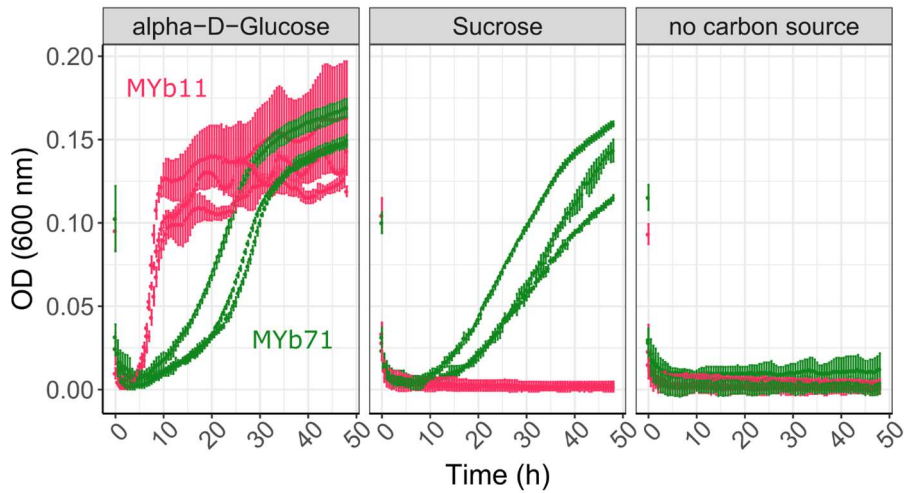 alpha−D−Glucose
Sucrose
no carbon source
OD (600 nm)
0.20
0.15
0.10
0.05
0.00
MYb11
MYb71
0 10 20 30 40 50
0 10 20 30 40 50
0 10 20 30 40 50
Time (h)